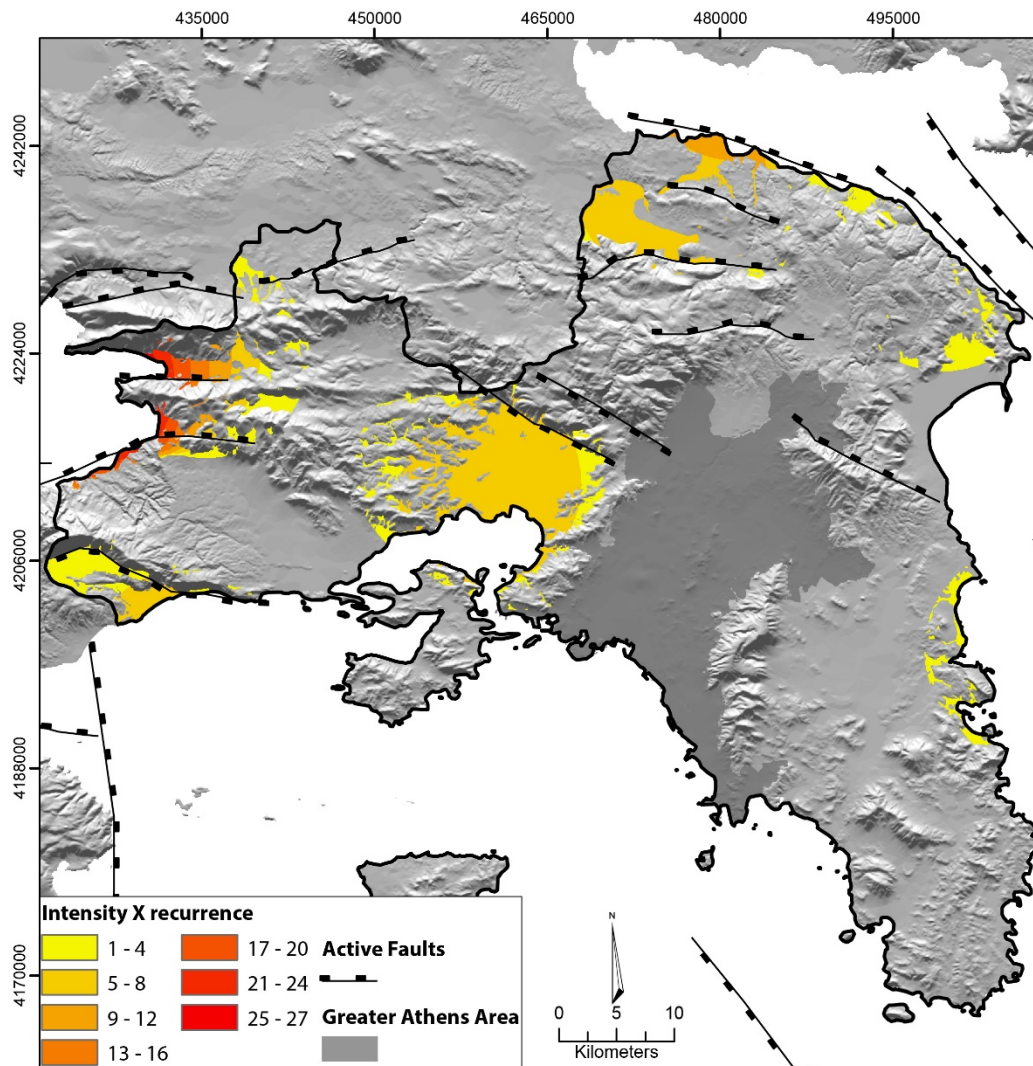 435000 450000 465000 480000 495000
4242000
4224000
4206000
4188000
4170000
Intensity X recurrence
1 - 4
5 - 8
9 - 12
13 - 16
17 - 20
21 - 24
25 - 27
Active Faults
Greater Athens Area
N
0 5 10
Kilometers